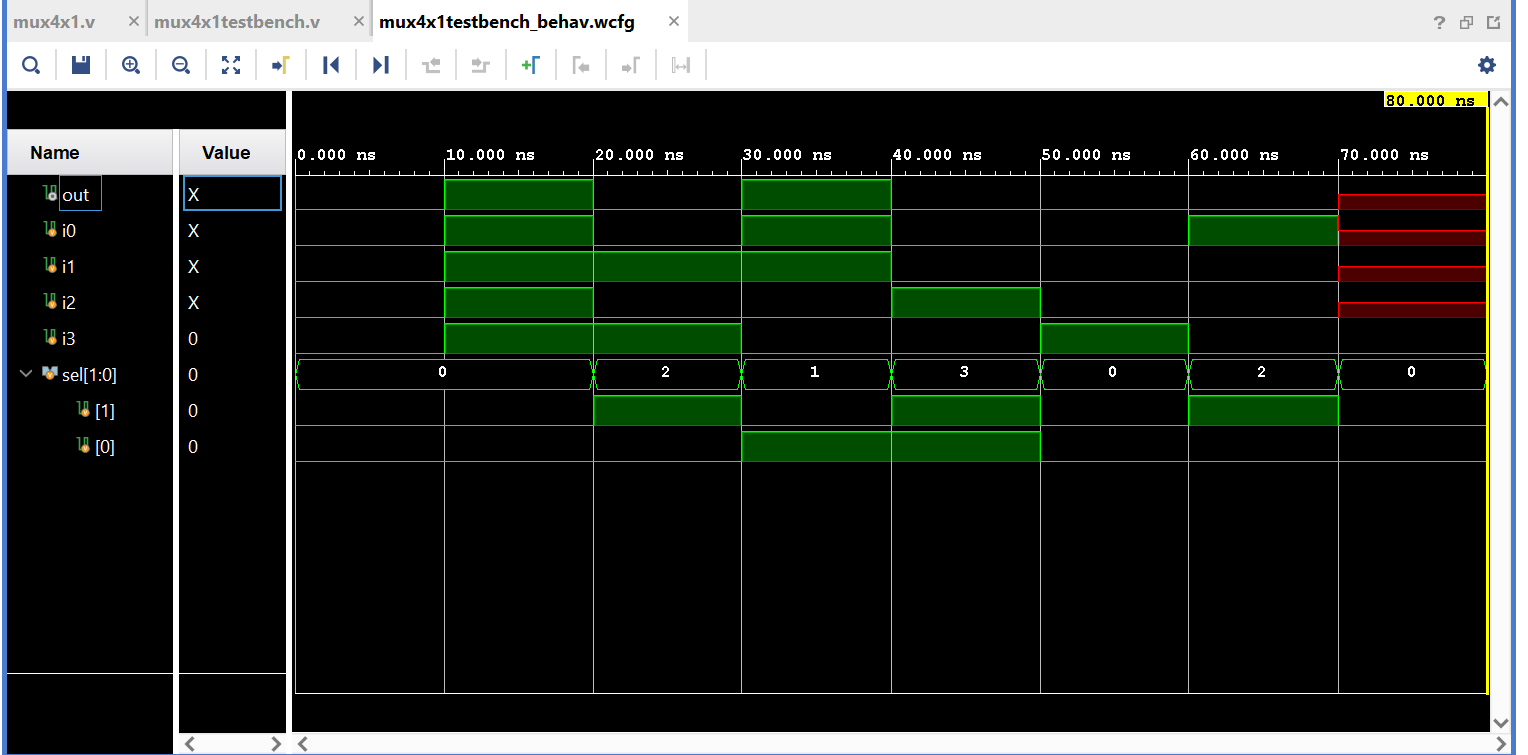 mux4x1.v × mux4x1testbench.v × mux4x1testbench_behav.wcfg × ?
80.000 ns
Name Value 0.000 ns 10.000 ns 20.000 ns 30.000 ns 40.000 ns 50.000 ns 60.000 ns 70.000 ns
out X
i0 X
i1 X
i2 X
i3 0
sel[1:0] 0 0 2 1 3 0 2 0
[1] 0
[0] 0